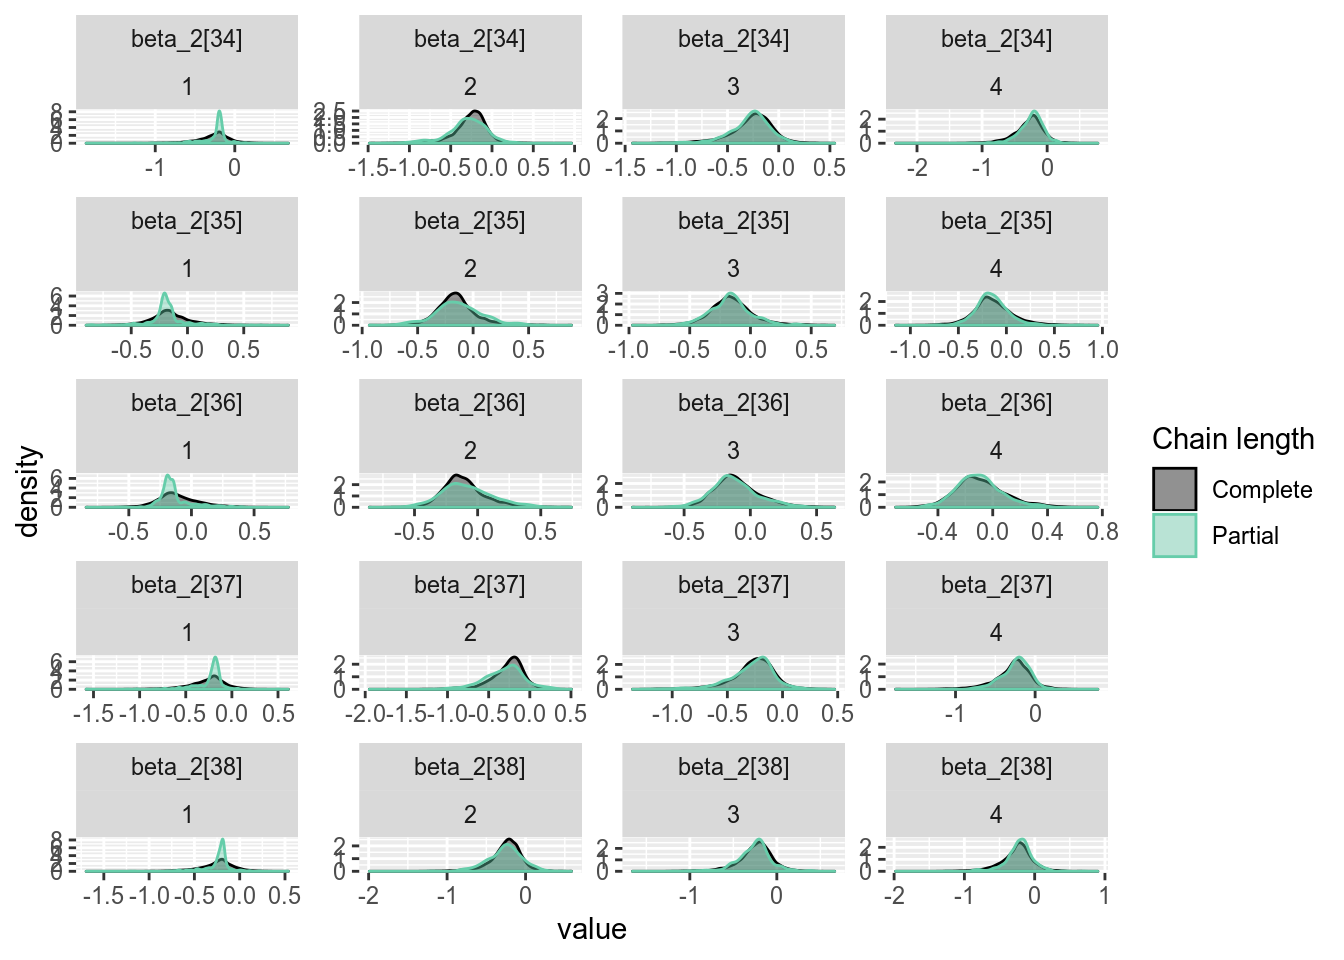 beta_2[34] beta_2[34] beta_2[34] beta_2[34]
1 2 3 4
-1 0 -1.5 -1.0 -0.5 0.0 0.5 1.0 -1.5 -1.0 -0.5 0.0 0.5 -2 -1 0
beta_2[35] beta_2[35] beta_2[35] beta_2[35]
1 2 3 4
-0.5 0.0 0.5 -1.0 -0.5 0.0 0.5 -1.0 -0.5 0.0 0.5 -1.0 -0.5 0.0 0.5 1.0
beta_2[36] beta_2[36] beta_2[36] beta_2[36]
1 2 3 4
-0.5 0.0 0.5 -0.5 0.0 0.5 -0.5 0.0 0.5 -0.4 0.0 0.4 0.8
beta_2[37] beta_2[37] beta_2[37] beta_2[37]
1 2 3 4
-1.5 -1.0 -0.5 0.0 0.5 -2.0 -1.5 -1.0 -0.5 0.0 0.5 -1.0 -0.5 0.0 0.5 -1 0
beta_2[38] beta_2[38] beta_2[38] beta_2[38]
1 2 3 4
-1.5 -1.0 -0.5 0.0 0.5 -2 -1 0 -1 0 -2 -1 0 1
value
density
Chain length
Complete
Partial